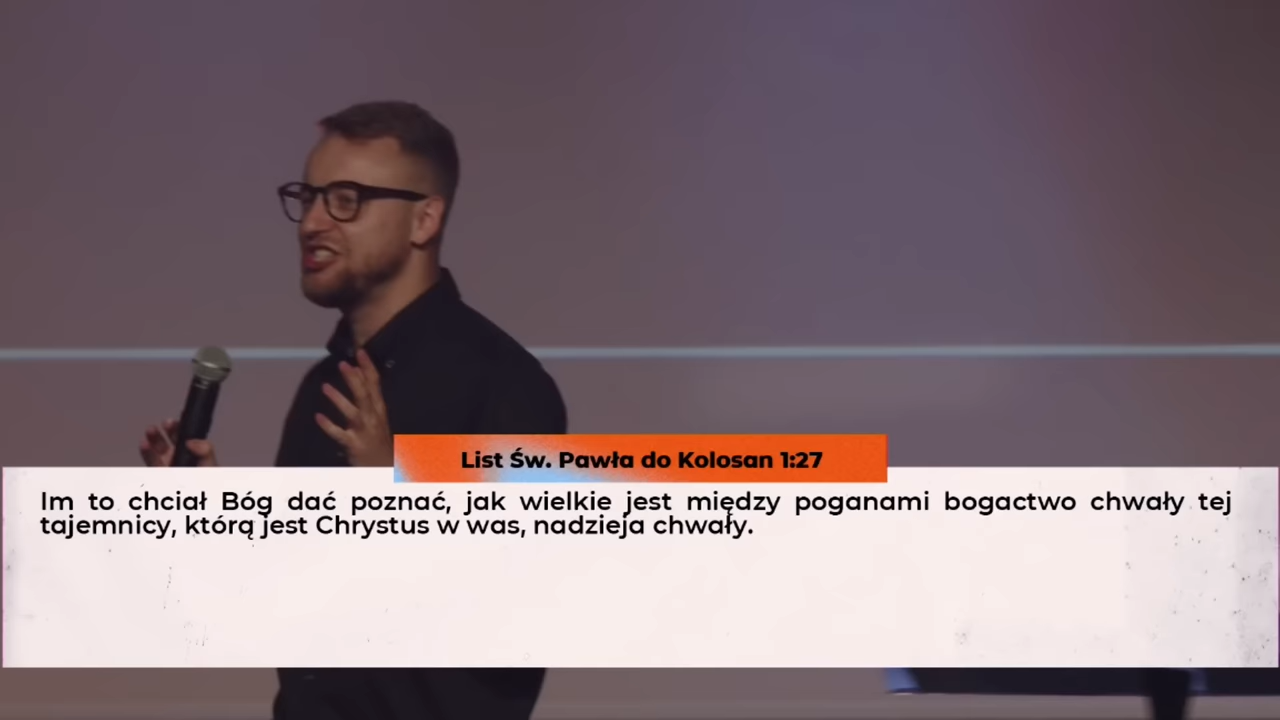 List Św. Pawła do Kolosan 1:27
Im to chciał Bóg dać poznać, jak wielkie jest między poganami bogactwo chwały tej
tajemnicy, którą jest Chrystus w was, nadzieja chwały.